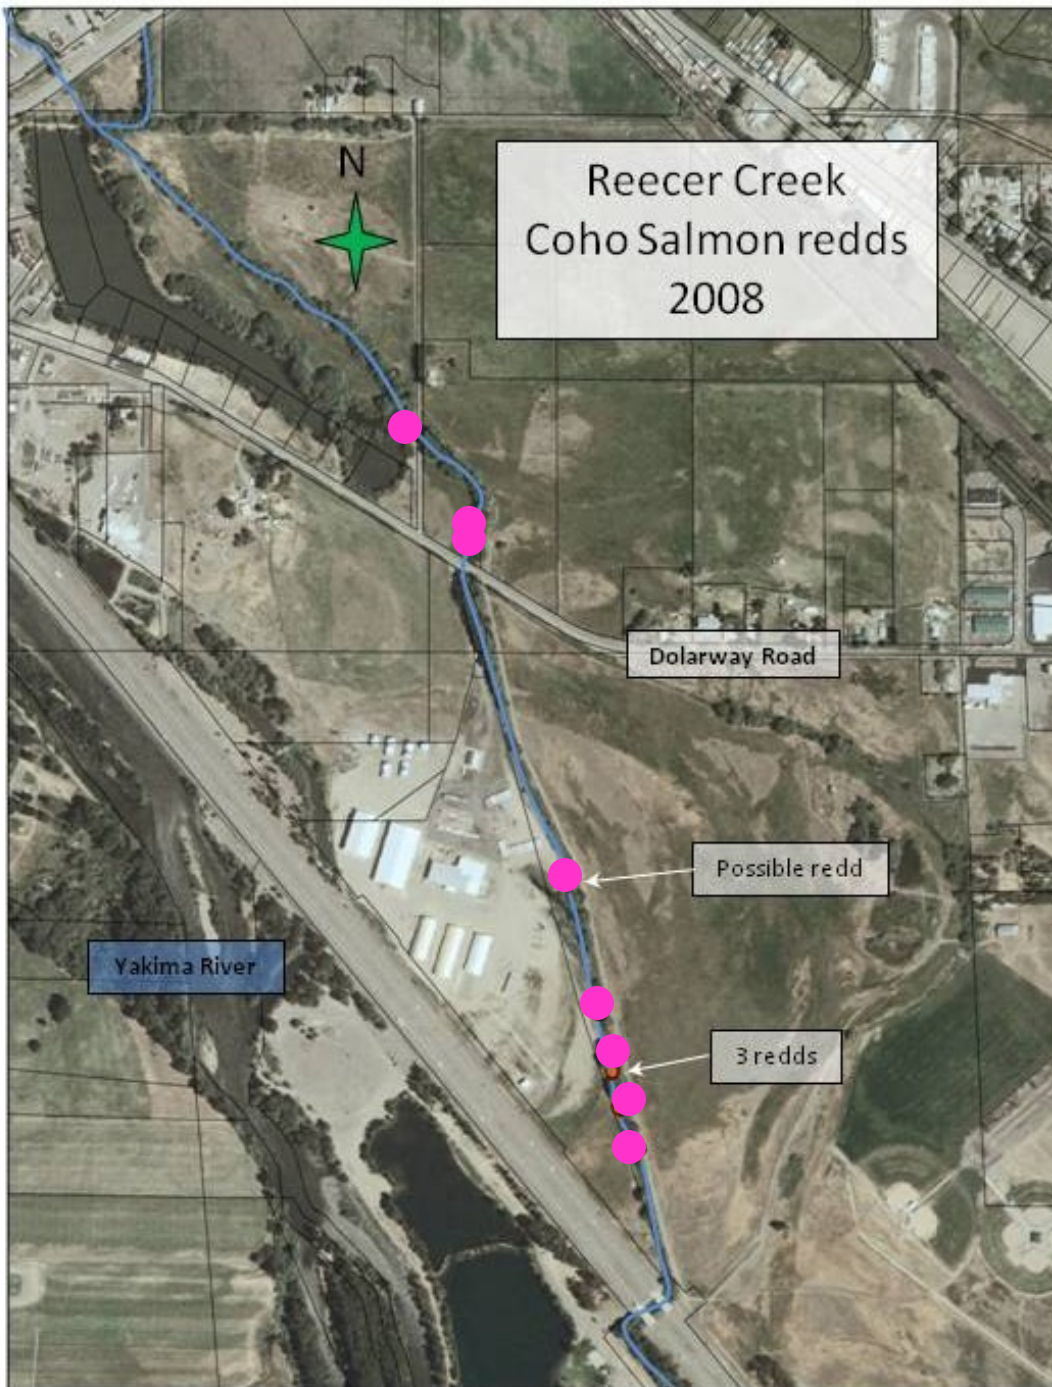 N
Reecer Creek
Coho Salmon redds
2008
Dolarway Road
Possible redd
Yakima River
3 redds